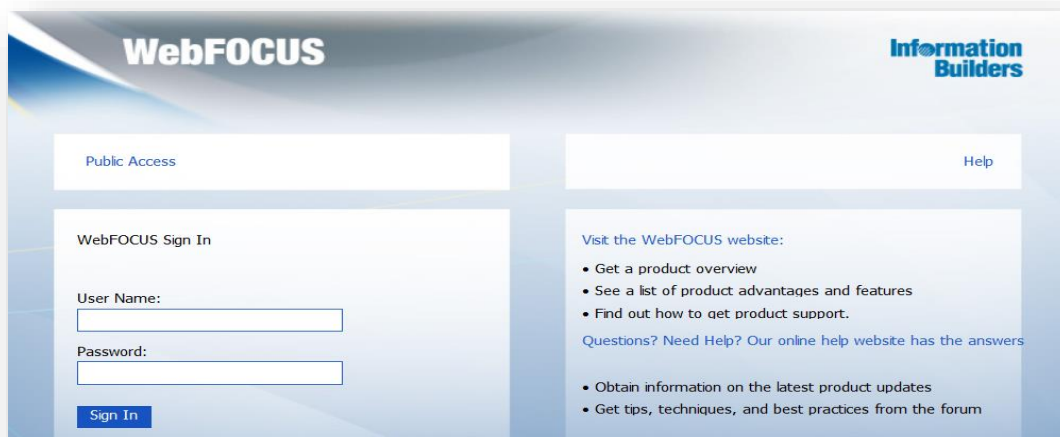 WebFOCUS
Information
Builders
Public Access
Help
WebFOCUS Sign In
User Name:
Password:
Sign In
Visit the WebFOCUS website:
• Get a product overview
• See a list of product advantages and features
• Find out how to get product support.
Questions? Need Help? Our online help website has the answers
• Obtain information on the latest product updates
• Get tips, techniques, and best practices from the forum